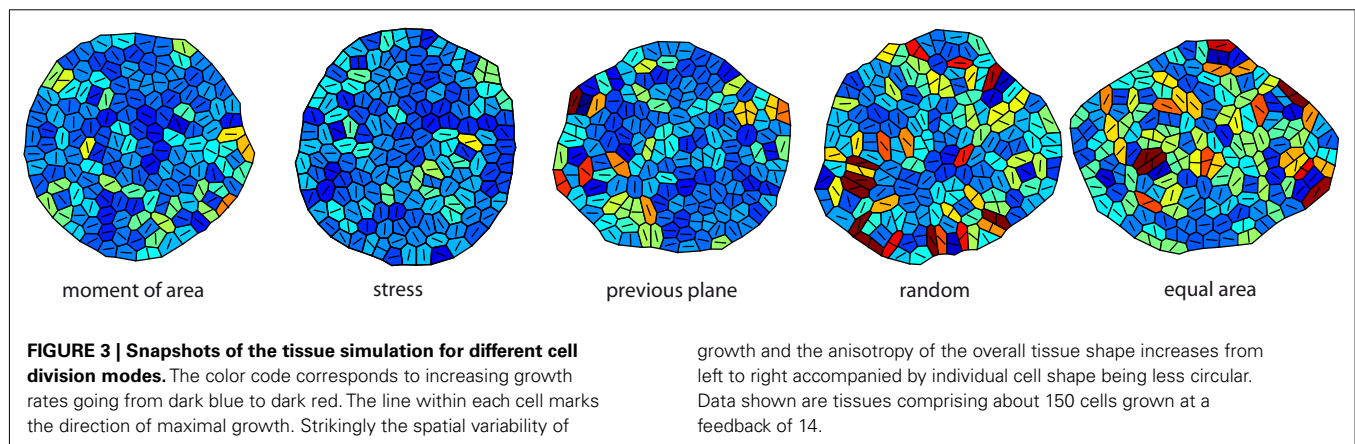 moment of area
stress
previous plane
random
equal area
FIGURE 3 | Snapshots of the tissue simulation for different cell
division modes. The color code corresponds to increasing growth
rates going from dark blue to dark red. The line within each cell marks
the direction of maximal growth. Strikingly the spatial variability of
growth and the anisotropy of the overall tissue shape increases from
left to right accompanied by individual cell shape being less circular.
Data shown are tissues comprising about 150 cells grown at a
feedback of 14.